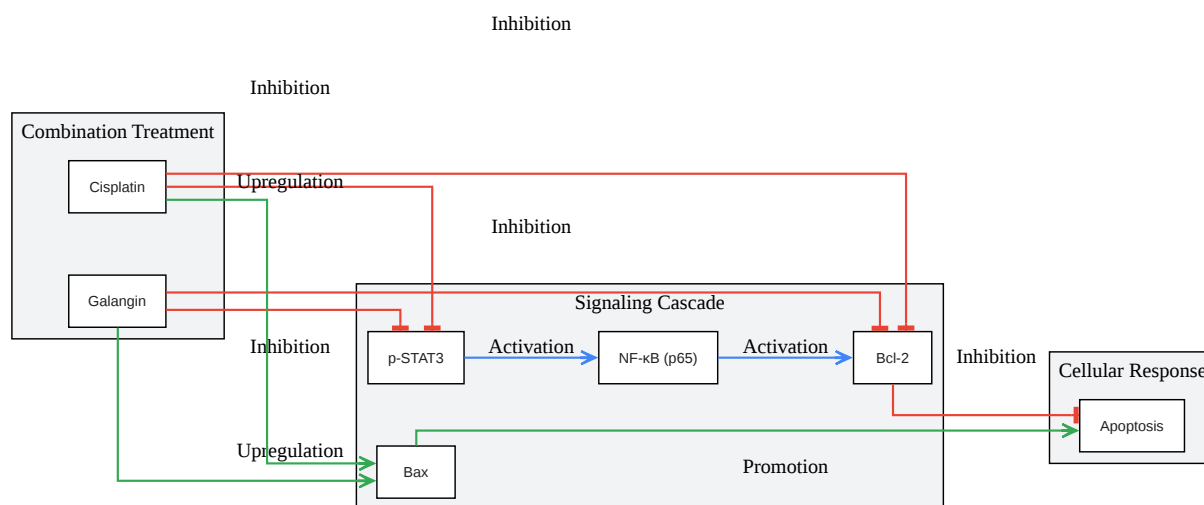 Inhibition
Inhibition
Combination Treatment
Cisplatin
Upregulation
Inhibition
Galangin
Signaling Cascade
Inhibition
p-STAT3
Activation
NF-κB (p65)
Activation
Bcl-2
Inhibition
Cellular Response
Apoptosis
Upregulation
Bax
Promotion